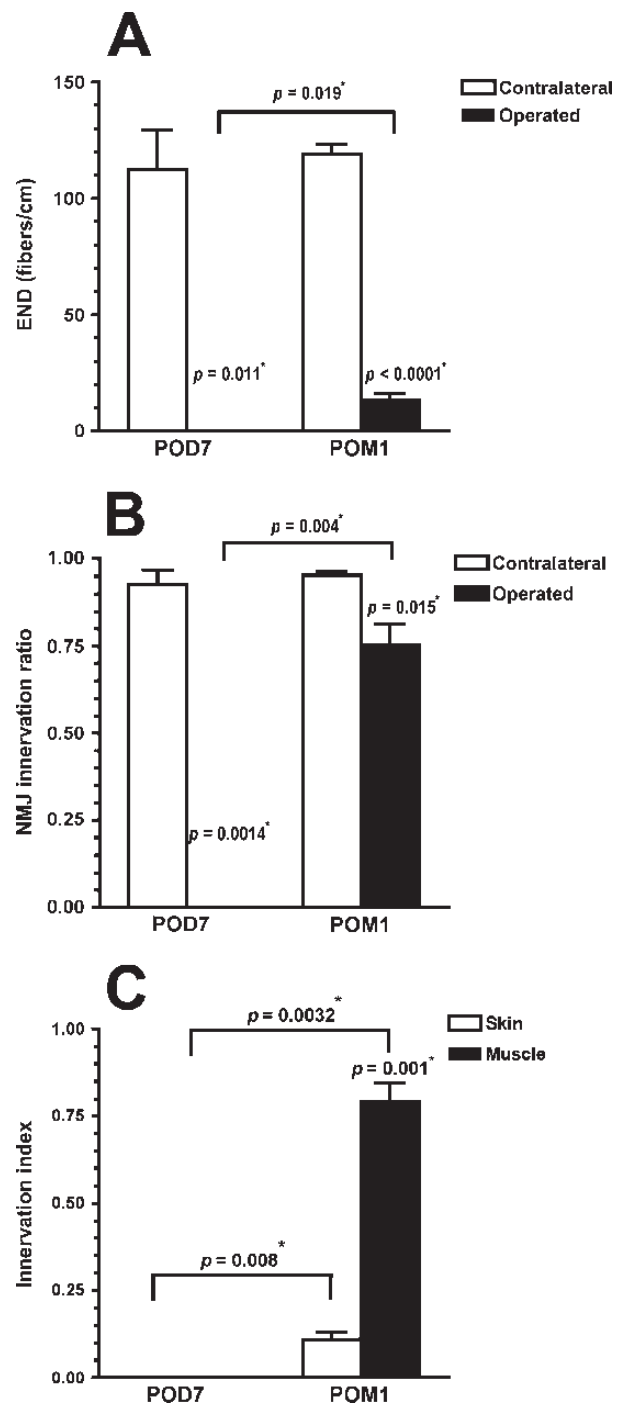 A
150
100
50
0
END (fibers/cm)
Contralateral
Operated
p = 0.019*
p = 0.011*
p < 0.0001*
POD7
POM1
B
1.00
0.75
0.50
0.25
0.00
NMJ innervation ratio
Contralateral
Operated
p = 0.004*
p = 0.015*
p = 0.0014*
POD7
POM1
C
1.00
0.75
0.50
0.25
0.00
Innervation index
Skin
Muscle
p = 0.0032*
p = 0.001*
p = 0.008*
POD7
POM1